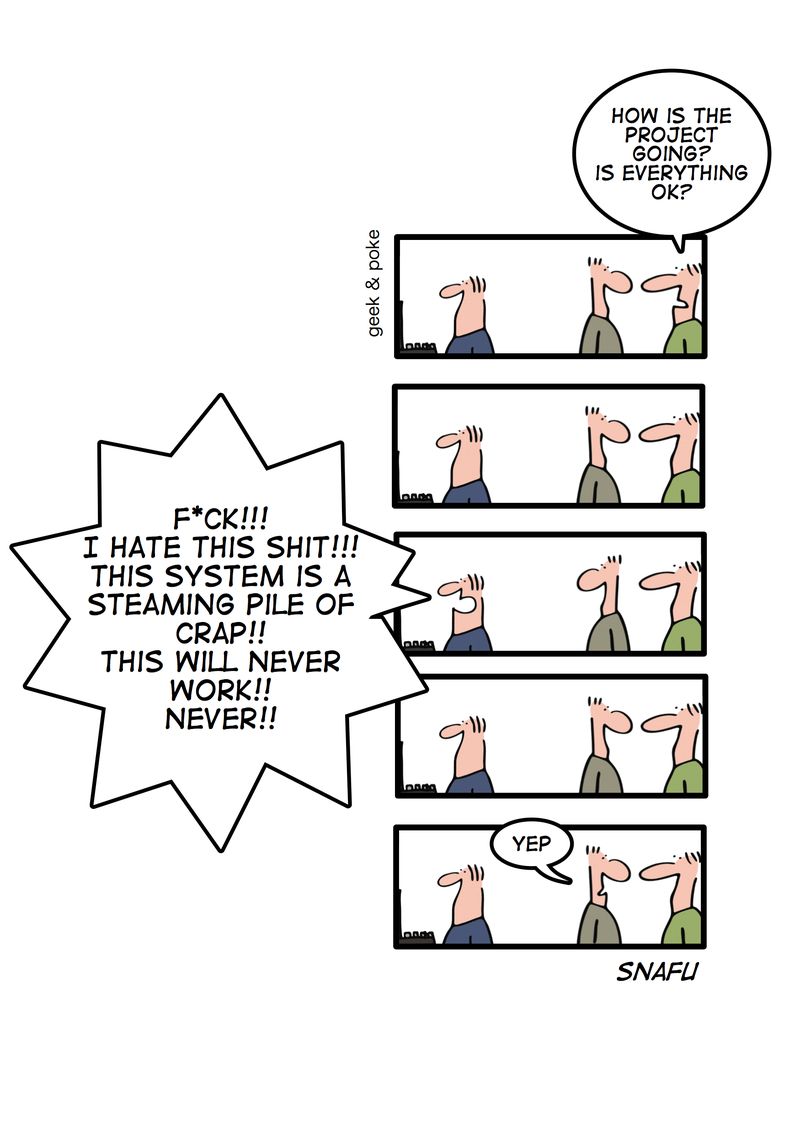 HOW IS THE
PROJECT
GOING?
IS EVERYTHING
OK?
geek & poke
F*CK!!!
I HATE THIS SHIT!!!
THIS SYSTEM IS A
STEAMING PILE OF
CRAP!!
THIS WILL NEVER
WORK!!
NEVER!!
YEP
SNAFU